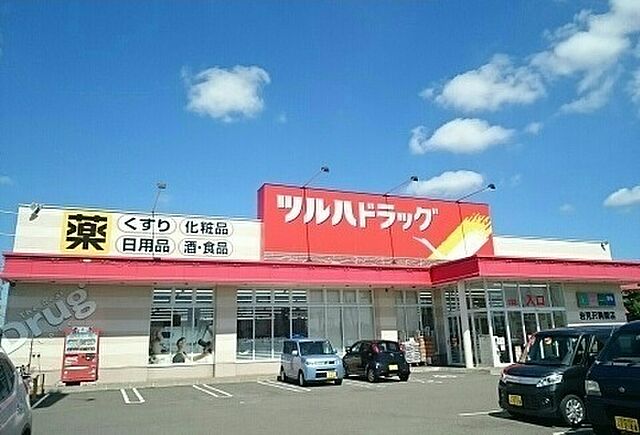 ツルハドラッグ
薬
くすり 化粧品
日用品 酒・食品
入口
Drug